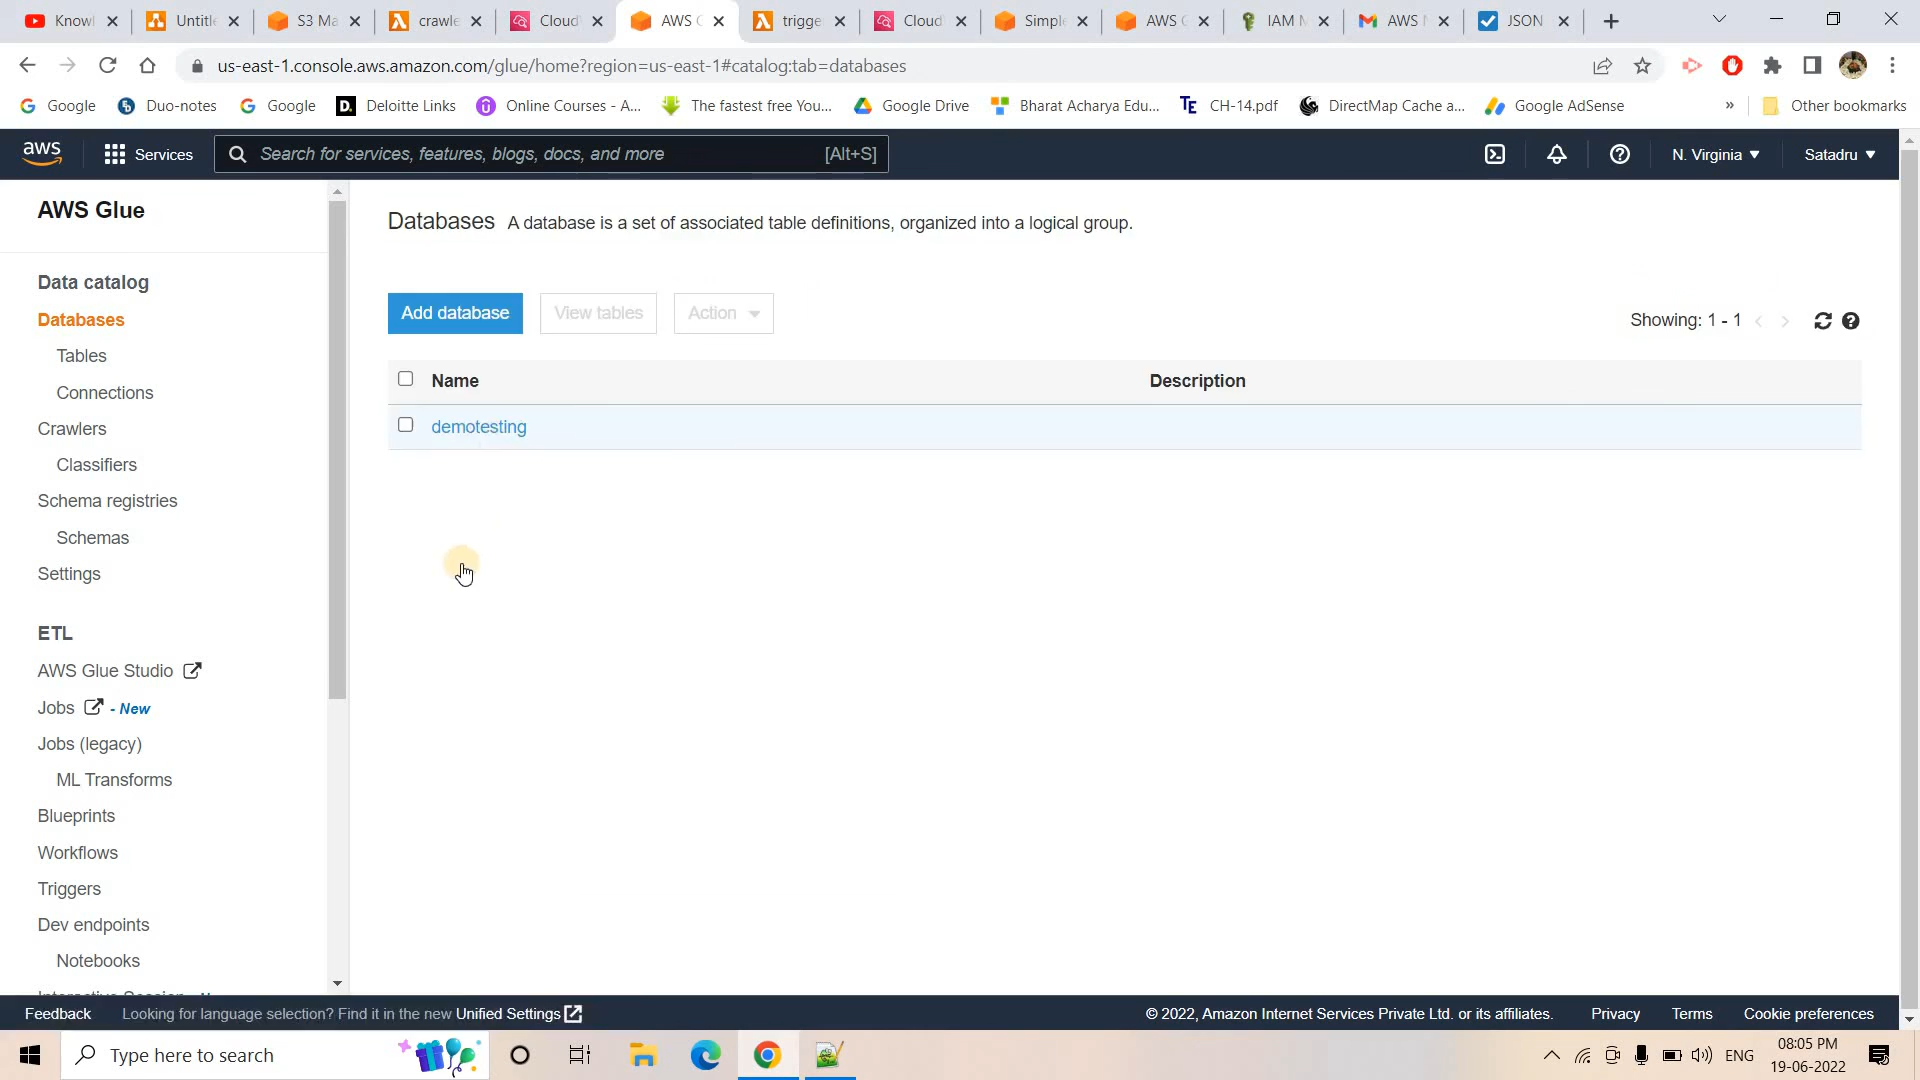 Knowl
Untitle
S3 Ma
crawle
Cloud
AWS G
trigge
Cloud
Simple
AWS G
IAM M
AWS
JSON
us-east-1.console.aws.amazon.com/glue/home?region=us-east-1#catalog:tab=databases
Google
Duo-notes
Google
D.
Deloitte Links
Online Courses - A...
The fastest free You...
Google Drive
Bharat Acharya Edu...
TE
CH-14.pdf
DirectMap Cache a...
Google AdSense
»
Other bookmarks
aws
Services
Search for services, features, blogs, docs, and more
[Alt+S]
N. Virginia
Satadru
AWS Glue
Data catalog
Databases
Tables
Connections
Crawlers
Classifiers
Schema registries
Schemas
Settings
ETL
AWS Glue Studio
Jobs - New
Jobs (legacy)
ML Transforms
Blueprints
Workflows
Triggers
Dev endpoints
Notebooks
Databases A database is a set of associated table definitions, organized into a logical group.
Add database
View tables
Action
Showing: 1 - 1
Name
Description
demotesting
Feedback
Looking for language selection? Find it in the new Unified Settings
© 2022, Amazon Internet Services Private Ltd. or its affiliates.
Privacy
Terms
Cookie preferences
Type here to search
ENG
08:05 PM
19-06-2022